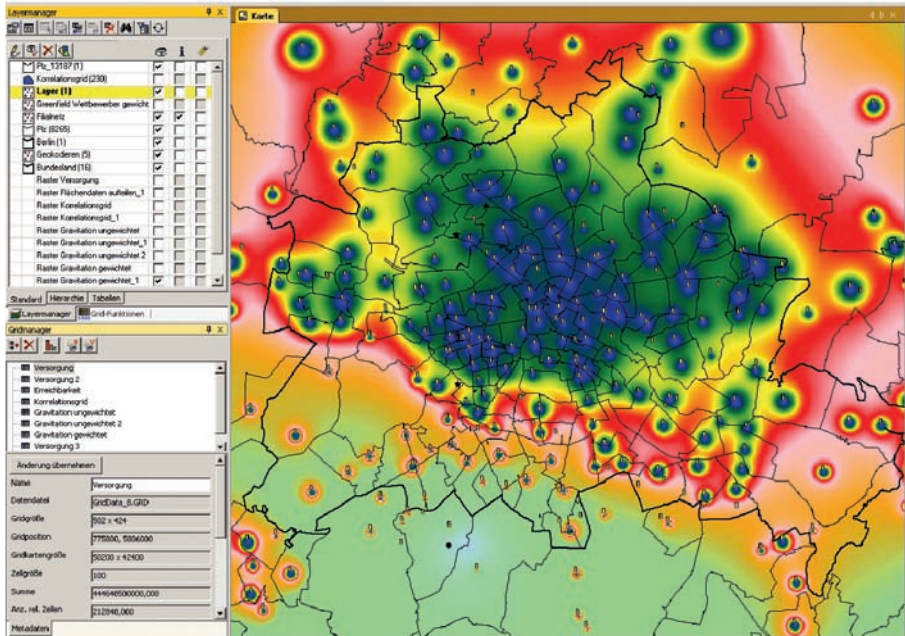 Layermanager
Plz_13187 (1)
Korrelationsgrid (230)
Layer (1)
Greenfield Wettbewerber gewicht
Filialnetz
Plz (8265)
Berlin (1)
Geokodieren (5)
Bundesland (16)
Raster Versorgung
Raster Flächendaten aufteilen_1
Raster Korrelationsgrid
Raster Korrelationsgrid_1
Raster Gravitation ungewichtet
Raster Gravitation ungewichtet_1
Raster Gravitation ungewichtet 2
Raster Gravitation gewichtet
Raster Gravitation gewichtet_1
Standard Hierarchie Tabellen
Layermanager Grid-Funktionen
Gridmanager
Versorgung
Versorgung 2
Erreichbarkeit
Korrelationsgrid
Gravitation ungewichtet
Gravitation ungewichtet 2
Gravitation gewichtet
Versorgung 3
Änderung übernehmen
Name Versorgung
Datendatei GridData_8.GRD
Gridgröße 502 x 424
Gridposition 775800, 5806000
Gridkartengröße 50200 x 42400
Zellgröße 100
Summe 444648500000,000
Anz. rel. Zellen 212848,000
Metadaten
Karte